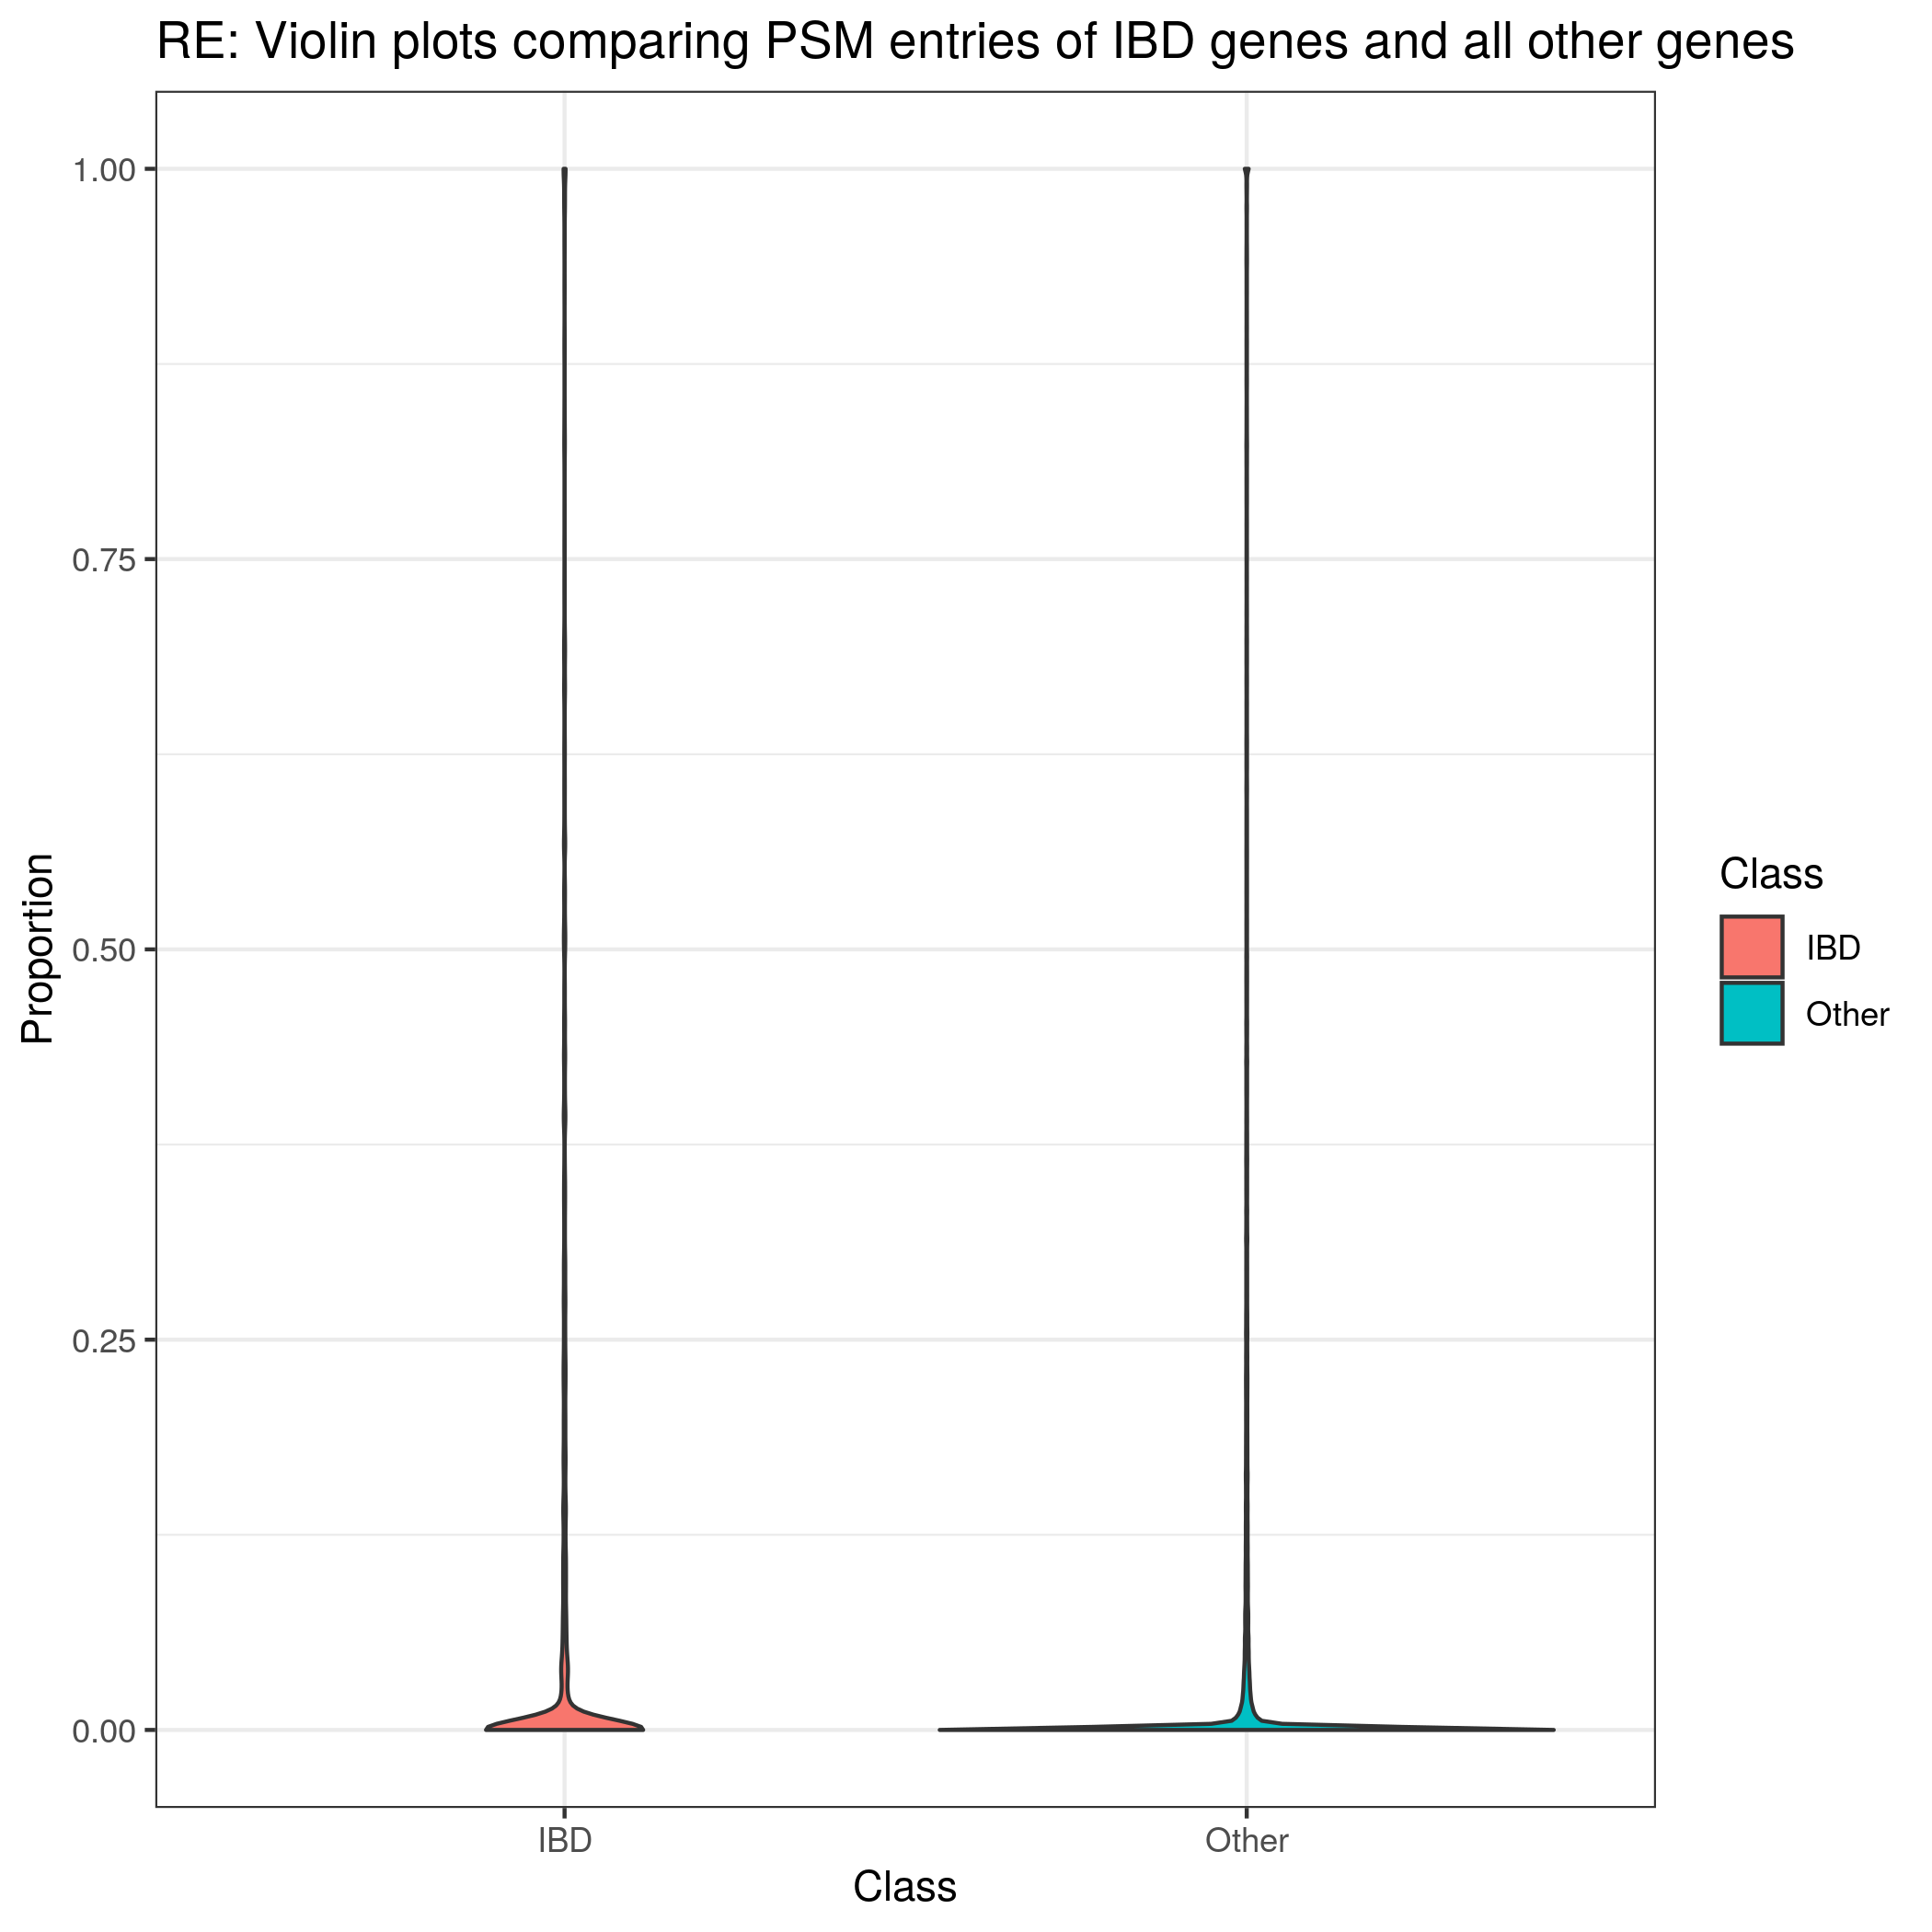 RE: Violin plots comparing PSM entries of IBD genes and all other genes
1.00
0.75
0.50
0.25
0.00
Proportion
IBD
Other
Class
Class
IBD
Other